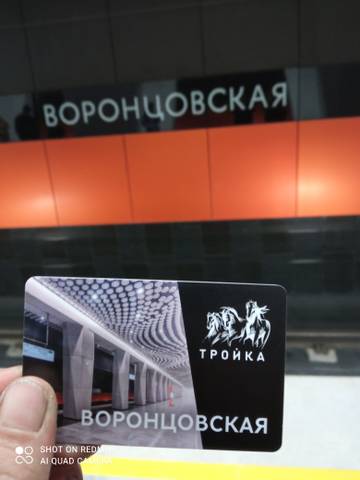 ВОРОНЦОВСКАЯ
ТРОЙКА
ВОРОНЦОВСКАЯ
SHOT ON REDMI
AI QUAD CAMERA